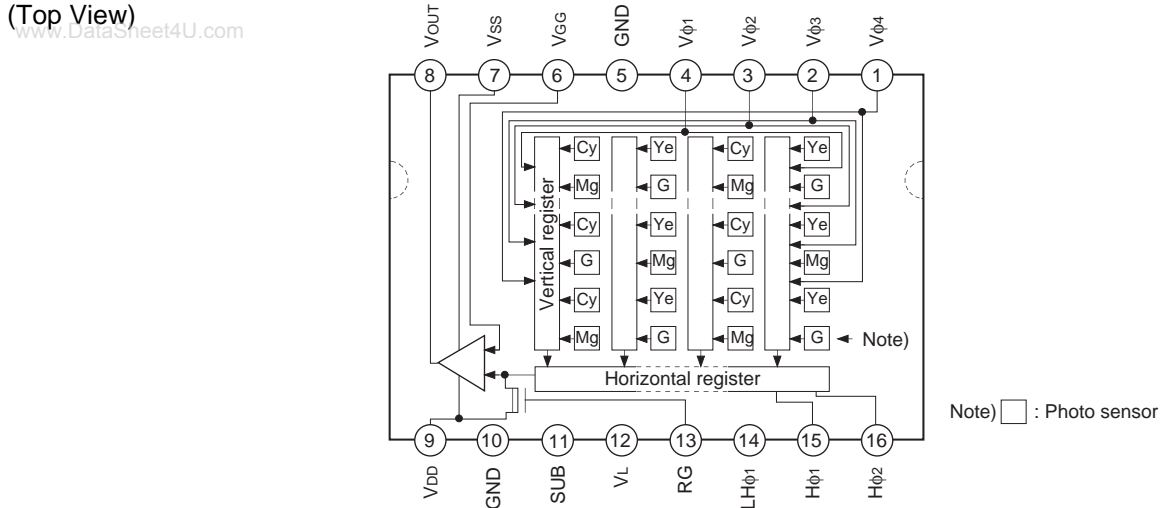 (Top View)
www.DataSheet4U.com
VOUT
VSS
VGG
GND
Vϕ1
Vϕ2
Vϕ3
Vϕ4
8
7
6
5
4
3
2
1
Cy
Ye
Cy
Ye
Mg
G
Mg
G
Cy
Ye
Cy
Ye
G
Mg
G
Mg
Cy
Ye
Cy
Ye
Mg
G
Mg
G
Vertical register
Note)
Horizontal register
Note) : Photo sensor
9
10
11
12
13
14
15
16
VDD
GND
SUB
VL
RG
LHϕ1
Hϕ1
Hϕ2